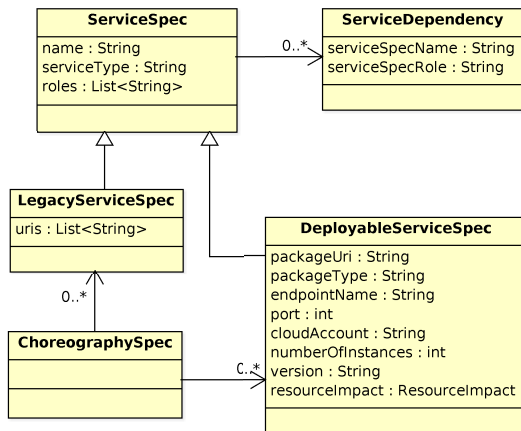 ServiceSpec
name : String
serviceType : String
roles : List<String>
0..*
ServiceDependency
serviceSpecName : String
serviceSpecRole : String
LegacyServiceSpec
uris : List<String>
0..*
ChoreographySpec
0..*
DeployableServiceSpec
packageUri : String
packageType : String
endpointName : String
port : int
cloudAccount : String
numberOfInstances : int
version : String
resourceImpact : ResourceImpact